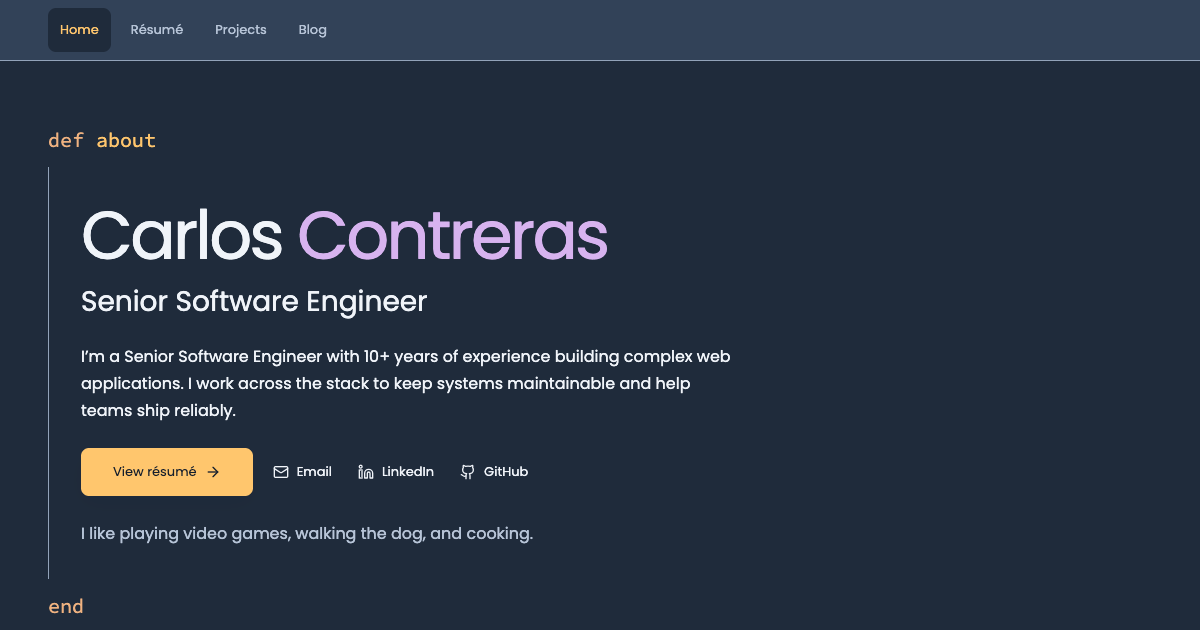 Home Résumé Projects Blog
def about
Carlos Contreras
Senior Software Engineer
I’m a Senior Software Engineer with 10+ years of experience building complex web
applications. I work across the stack to keep systems maintainable and help
teams ship reliably.
View résumé → Email LinkedIn GitHub
I like playing video games, walking the dog, and cooking.
end